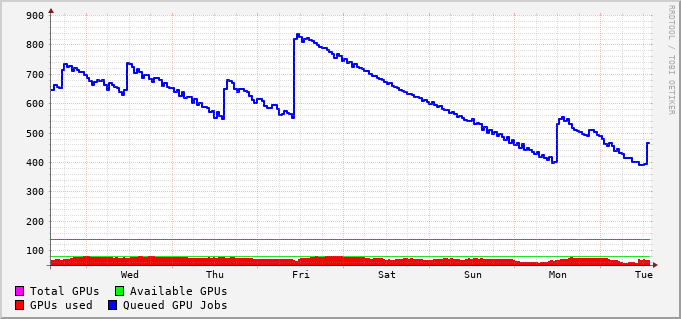 900
800
700
600
500
400
300
200
100
Wed Thu Fri Sat Sun Mon Tue
Total GPUs Available GPUs
GPUs used Queued GPU Jobs
RRDTOOL / TOBI OETIKER